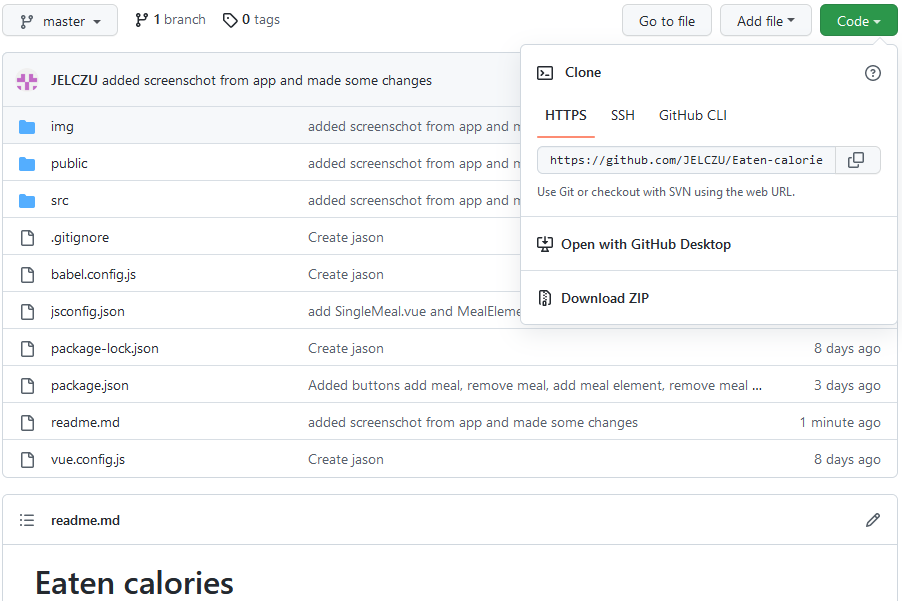 master 1 branch 0 tags Go to file Add file Code
JELCZU added screenshot from app and made some changes
Clone
HTTPS SSH GitHub CLI
https://github.com/JELCZU/Eaten-calorie
Use Git or checkout with SVN using the web URL.
Open with GitHub Desktop
Download ZIP
img added screenshot from app and m
public added screenshot from app and m
src added screenshot from app and m
.gitignore Create jason
babel.config.js Create jason
jsconfig.json add SingleMeal.vue and MealEleme
package-lock.json Create jason 8 days ago
package.json Added buttons add meal, remove meal, add meal element, remove meal ... 3 days ago
readme.md added screenshot from app and made some changes 1 minute ago
vue.config.js Create jason 8 days ago
readme.md
Eaten calories